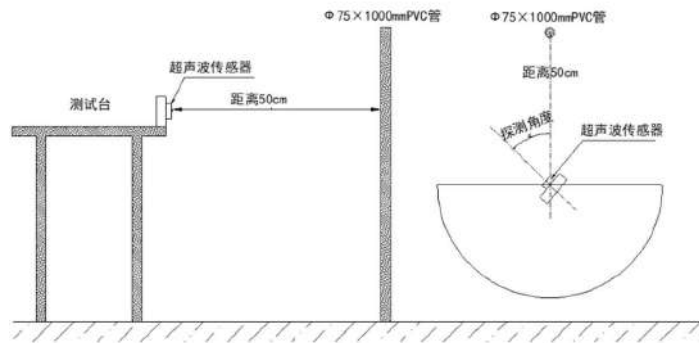 Φ75×1000mmPVC管
超声波传感器
测试台
距离50cm
Φ75×1000mmPVC管
距离50cm
探测角度
超声波传感器